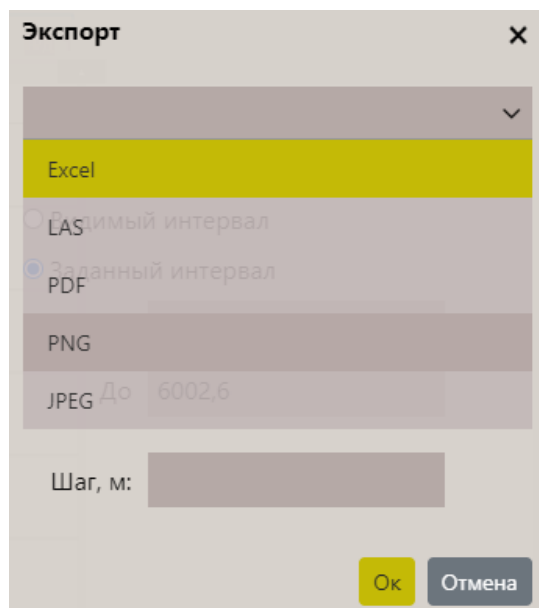 Экспорт
Excel
Видимый интервал
LAS
Заданный интервал
PDF
PNG
До 6002,6
JPEG
Шаг, м:
Ок Отмена